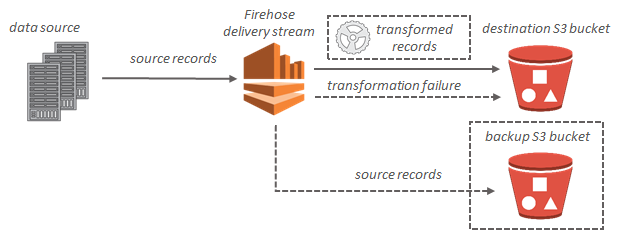 data source
source records
Firehose
delivery stream
transformed
records
transformation failure
destination S3 bucket
backup S3 bucket
source records